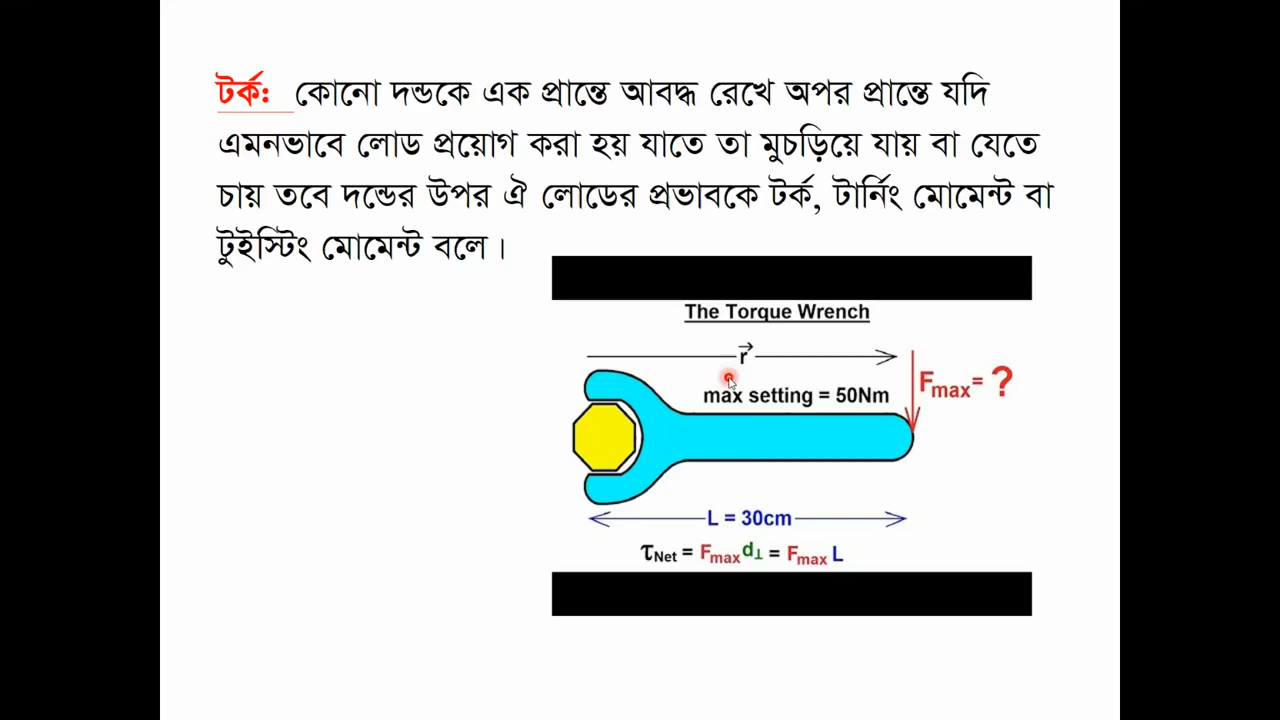 টর্ক: কোনো দন্ডকে এক প্রান্তে আবদ্ধ রেখে অপর প্রান্তে যদি
এমনভাবে লোড প্রয়োগ করা হয় যাতে তা মুচড়িয়ে যায় বা যেতে
চায় তবে দন্ডের উপর ঐ লোডের প্রভাবকে টর্ক, টার্নিং মোমেন্ট বা
টুইস্টিং মোমেন্ট বলে।
The Torque Wrench
r⃗
max setting = 50Nm
Fmax = ?
L = 30cm
τNet = Fmax d⊥ = Fmax L